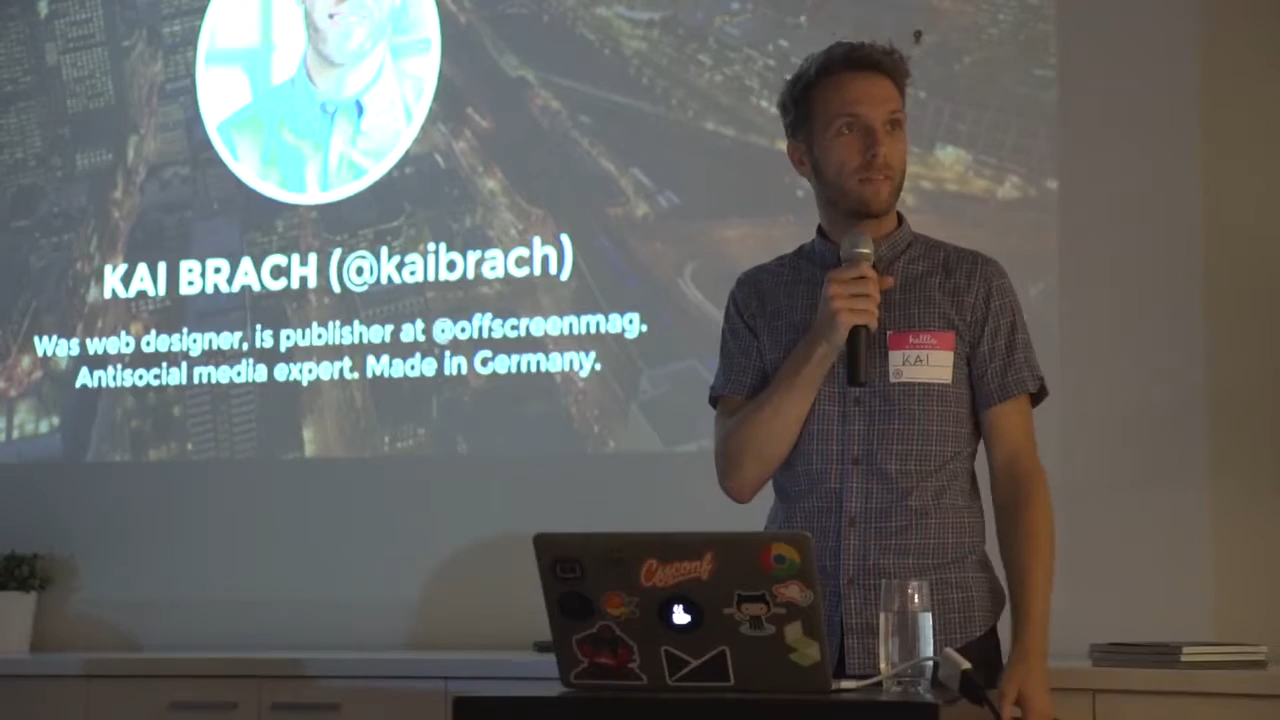 KAI BRACH (@kaibrach)
Was web designer, is publisher at @offscreenmag.
Antisocial media expert. Made in Germany.
hello
KAI
Cssconf